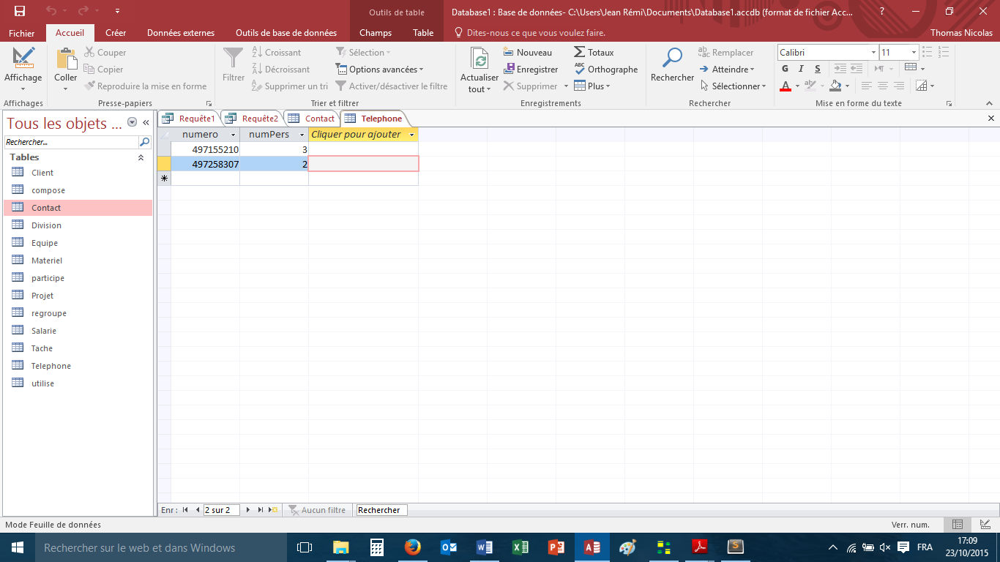 Outils de table
Database1 : Base de données- C:\Users\Jean Rémi\Documents\Database1.accdb (format de fichier Acc...
?
Fichier
Accueil
Créer
Données externes
Outils de base de données
Champs
Table
Dites-nous ce que vous voulez faire.
Thomas Nicolas
Affichage
Affichages
Coller
Couper
Copier
Reproduire la mise en forme
Presse-papiers
Filtrer
Croissant
Décroissant
Supprimer un tri
Sélection
Options avancées
Activer/désactiver le filtre
Trier et filtrer
Actualiser
tout
Nouveau
Enregistrer
Supprimer
Totaux
Orthographe
Plus
Enregistrements
Rechercher
Remplacer
Atteindre
Sélectionner
Rechercher
Calibri
11
G I S
Mise en forme du texte
Tous les objets ...
Rechercher...
Tables
Client
compose
Contact
Division
Equipe
Materiel
participe
Projet
regroupe
Salarie
Tache
Telephone
utilise
Requête1
Requête2
Contact
Telephone
numero numPers Cliquer pour ajouter
497155210 3
497258307 2
Enr : 2 sur 2 Aucun filtre Rechercher
Mode Feuille de données
Verr. num.
Rechercher sur le web et dans Windows
FRA
17:09
23/10/2015